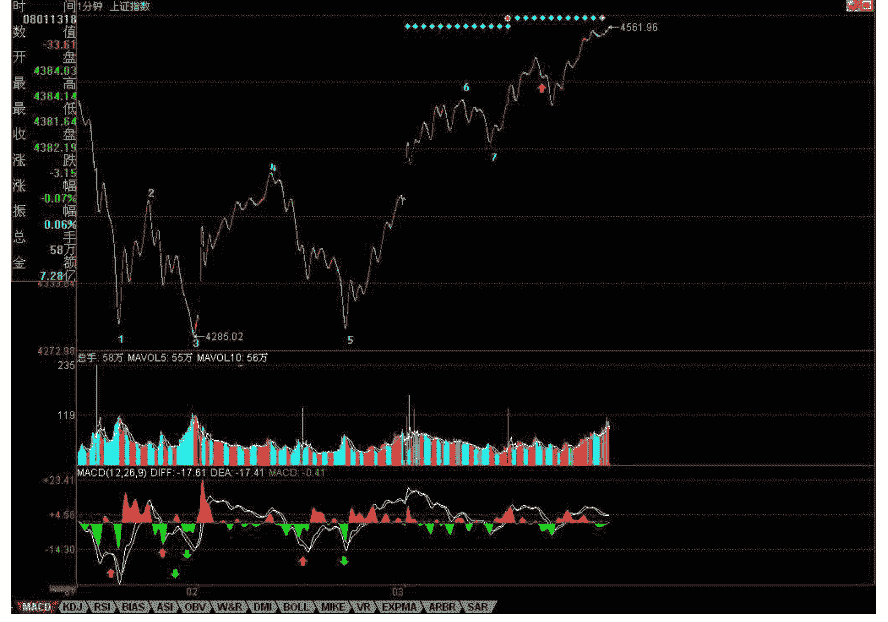 时 间 1分钟 上证指数
08011318
数 值
-33.61
开 盘
4384.03
最 高
4384.14
最 低
4381.64
收 盘
4382.19
涨 跌
-3.15
涨 幅
-0.07%
振 幅
0.06%
总 手
58万
金 额
7.28亿
4561.96
6
7
4
2
1
3
4285.02
5
4272.98
总手: 58万 MAVOL5: 55万 MAVOL10: 56万
235
119
MACD(12,26,9) DIFF: -17.61 DEA: -17.41 MACD: -0.41
+23.41
+4.56
-14.30
02 03
MACD KDJ RSI BIAS ASI OBV W&R DMI BOLL MIKE VR EXPMA ARBR SAR